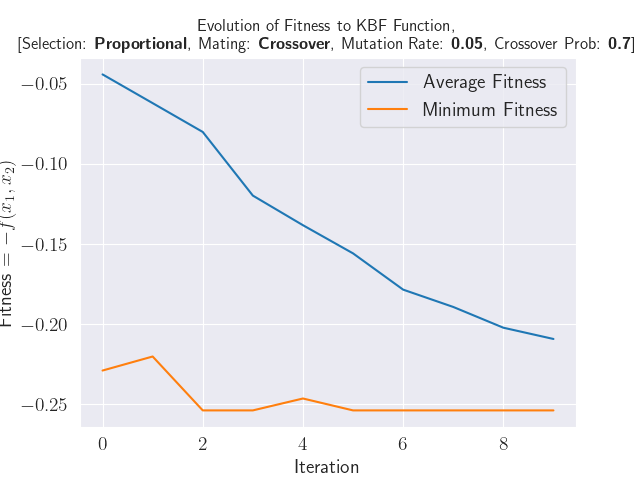 Evolution of Fitness to KBF Function,
[Selection: Proportional, Mating: Crossover, Mutation Rate: 0.05, Crossover Prob: 0.7]
Average Fitness
Minimum Fitness
Fitness = −f(x₁, x₂)
−0.05
−0.10
−0.15
−0.20
−0.25
0 2 4 6 8
Iteration